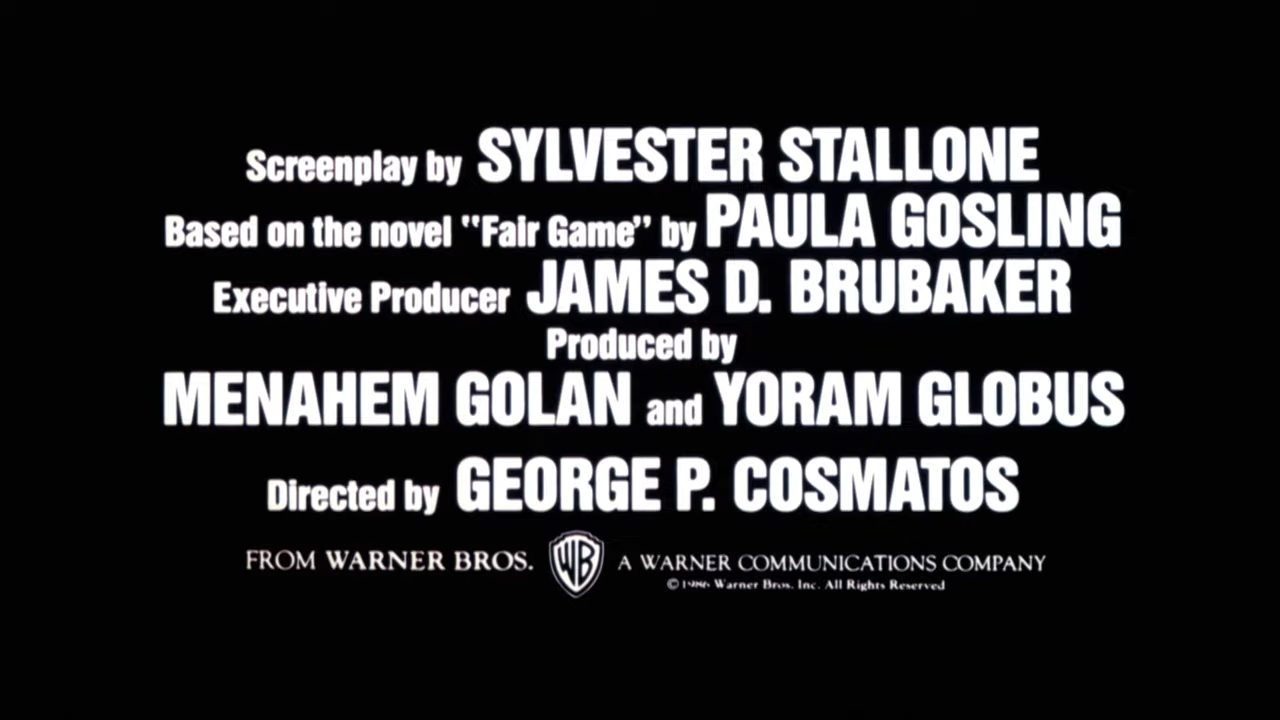 Screenplay by SYLVESTER STALLONE
Based on the novel "Fair Game" by PAULA GOSLING
Executive Producer JAMES D. BRUBAKER
Produced by
MENAHEM GOLAN and YORAM GLOBUS
Directed by GEORGE P. COSMATOS
FROM WARNER BROS. WB A WARNER COMMUNICATIONS COMPANY
© 1986 Warner Bros. Inc. All Rights Reserved